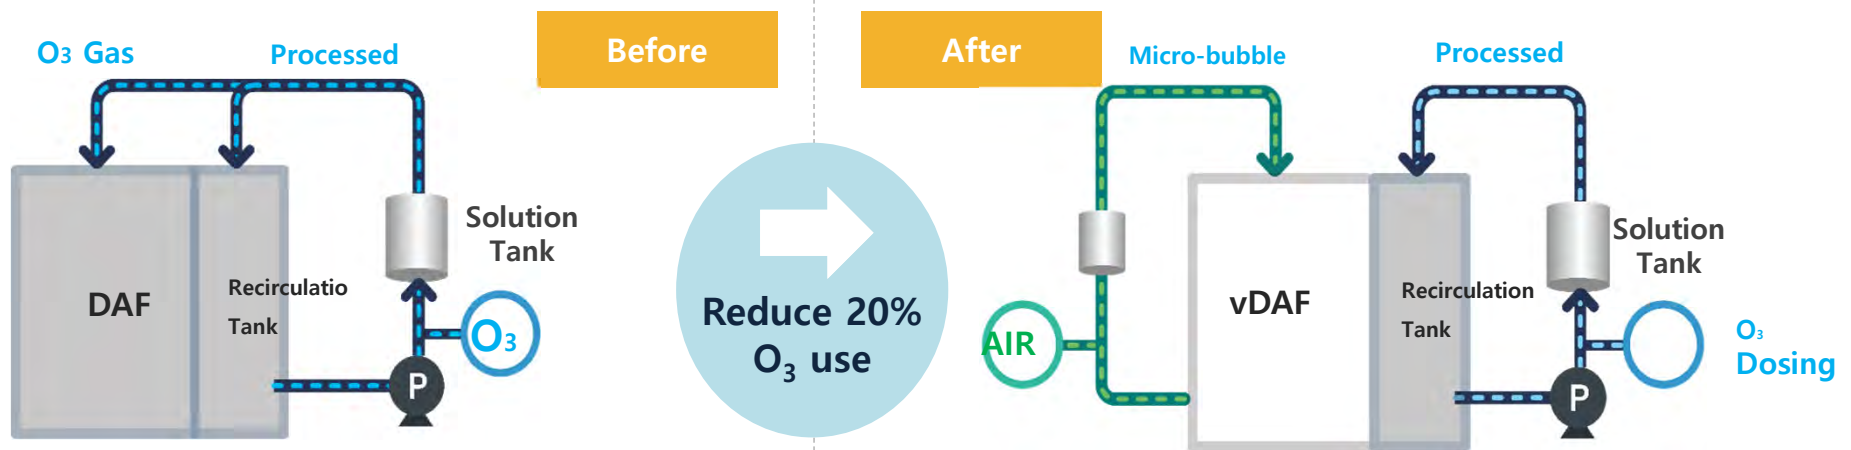 O₃ Gas
Processed
Before
Solution
Tank
DAF
Recirculatio
Tank
O₃
P
Reduce 20%
O₃ use
After
Micro-bubble
Processed
AIR
vDAF
Recirculation
Tank
Solution
Tank
P
O₃
Dosing